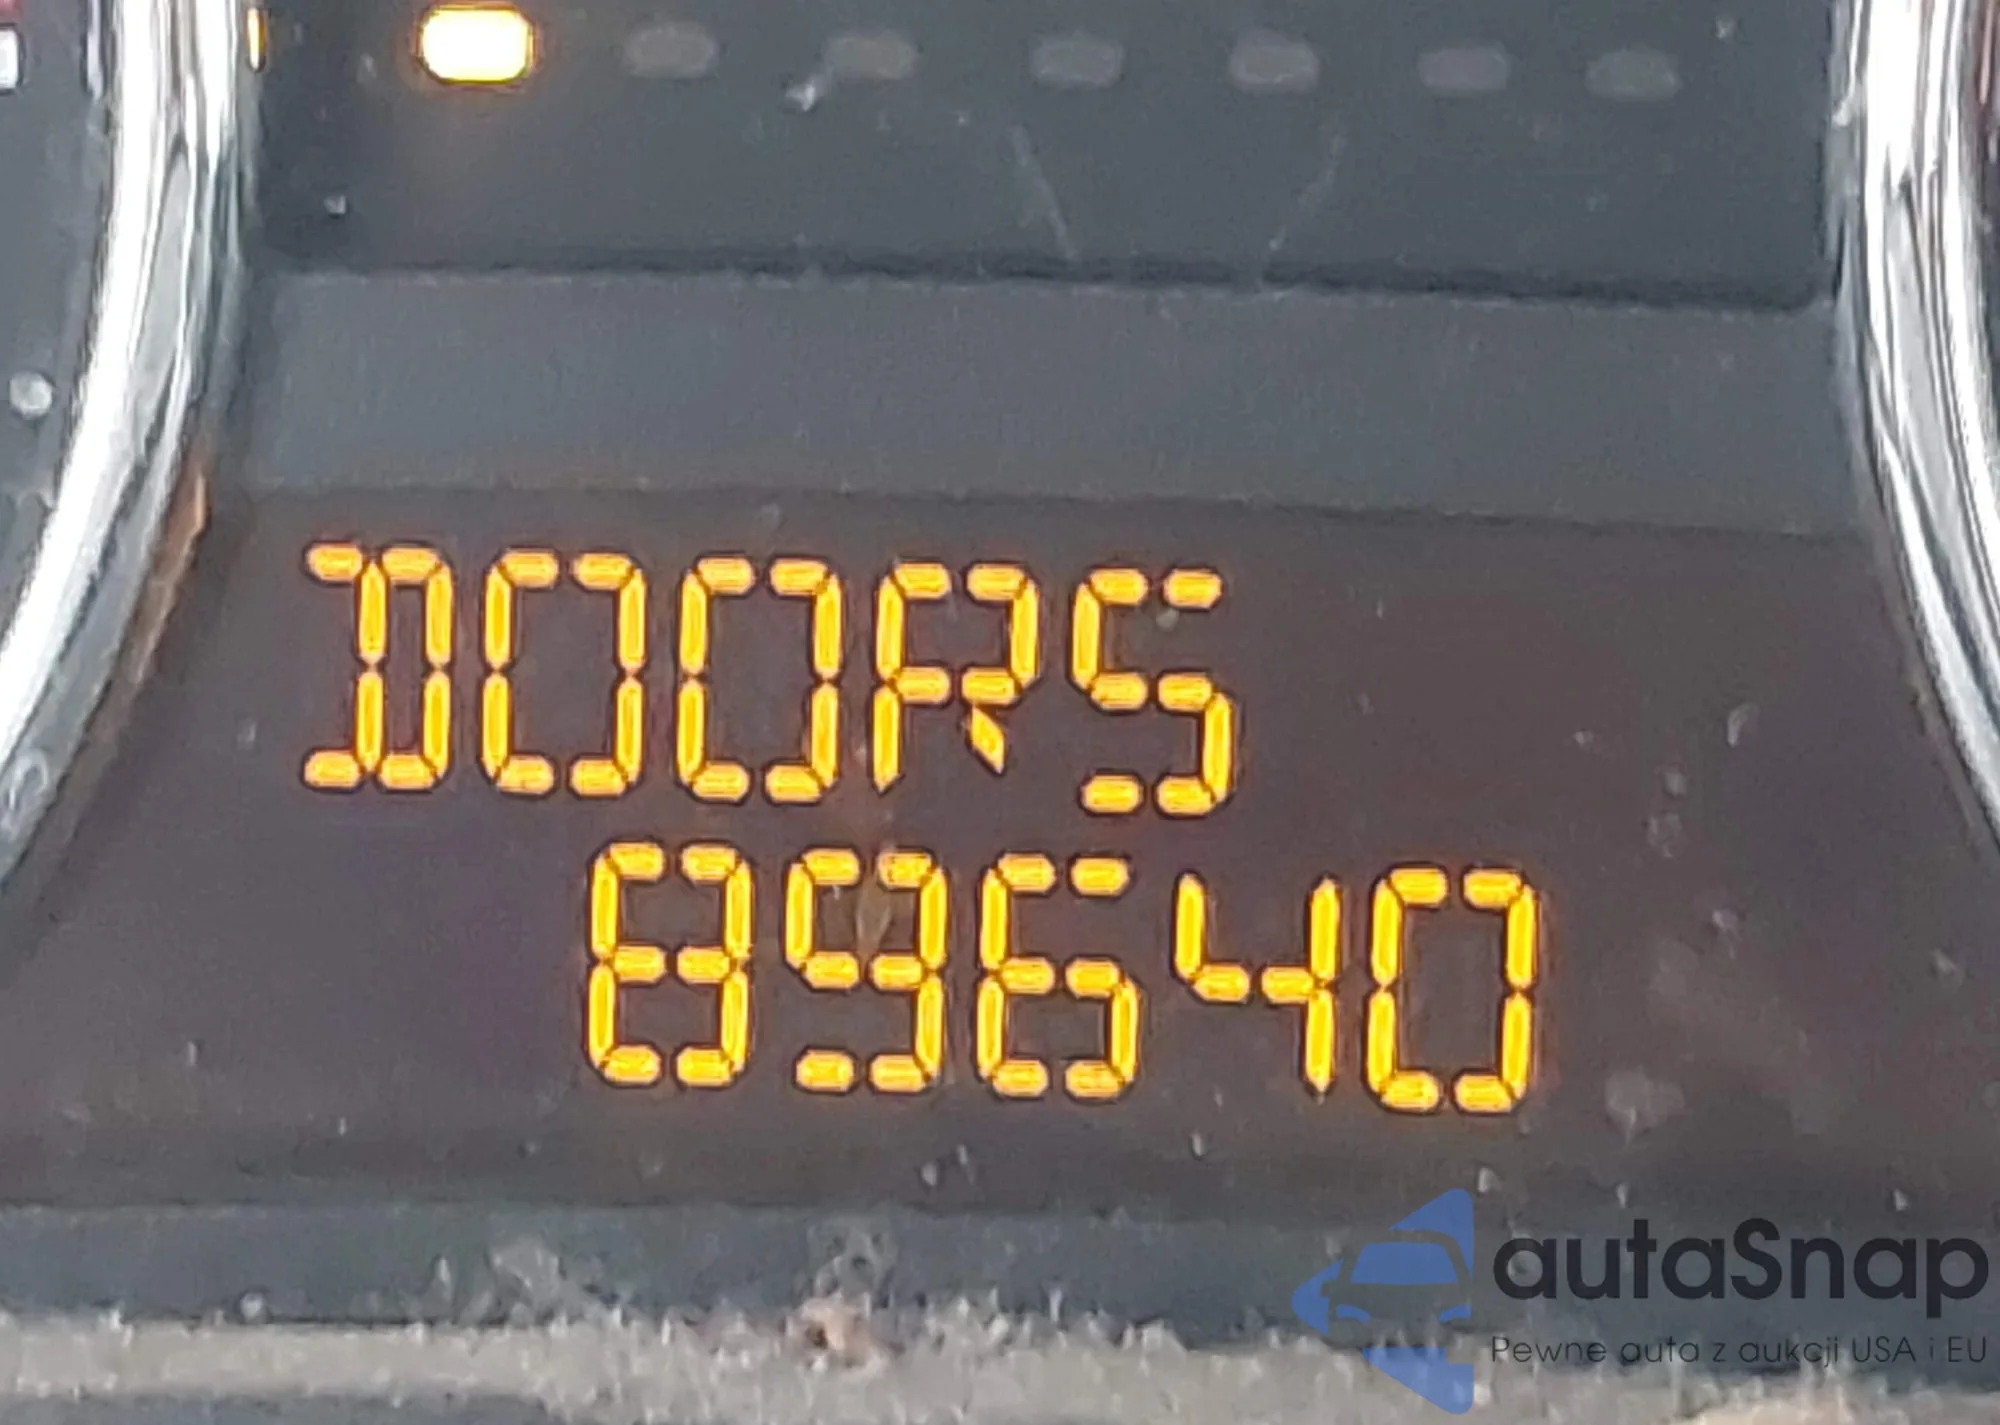 DOORS
89640
autaSnap
Pewne auta z aukcji USA i EU